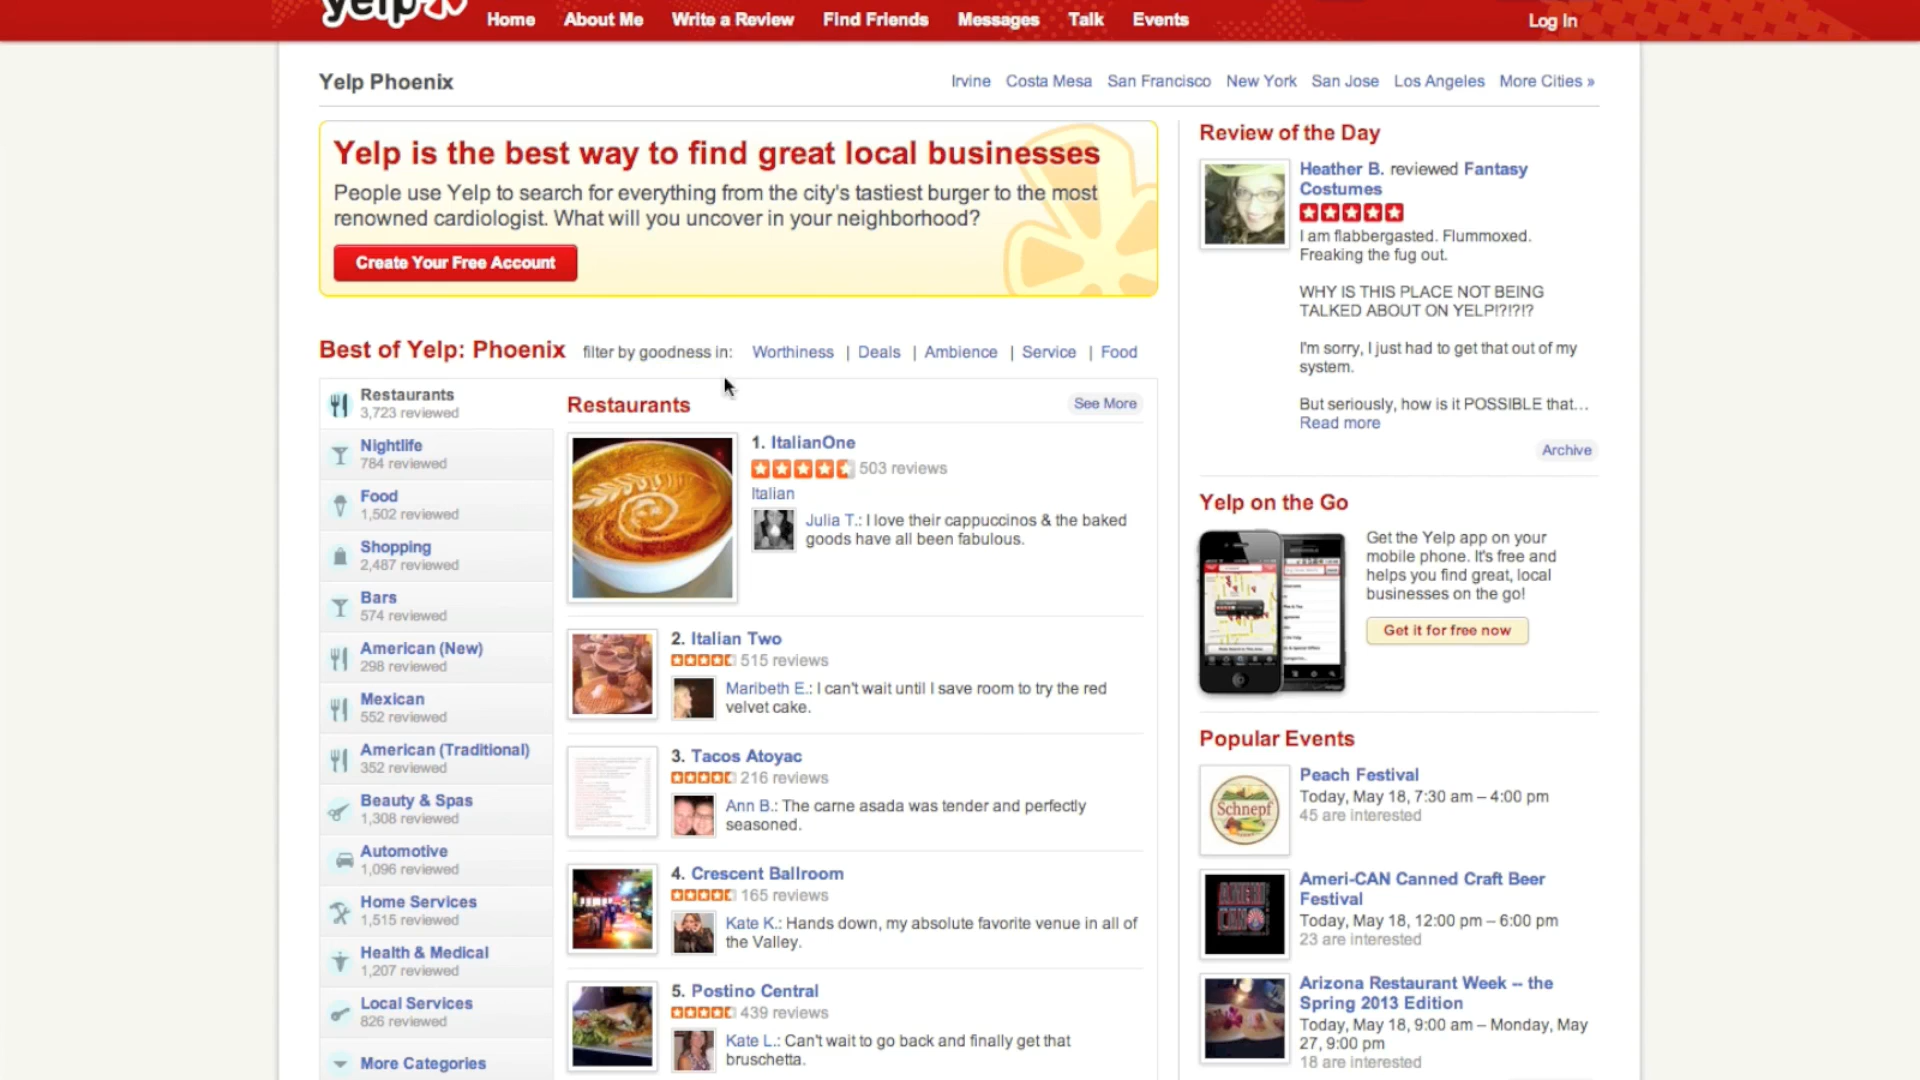 yelp
Home About Me Write a Review Find Friends Messages Talk Events Log In
Yelp Phoenix
Irvine Costa Mesa San Francisco New York San Jose Los Angeles More Cities »
Yelp is the best way to find great local businesses
People use Yelp to search for everything from the city's tastiest burger to the most
renowned cardiologist. What will you uncover in your neighborhood?
Create Your Free Account
Best of Yelp: Phoenix filter by goodness in: Worthiness | Deals | Ambience | Service | Food
Restaurants
3,723 reviewed
Nightlife
784 reviewed
Food
1,502 reviewed
Shopping
2,487 reviewed
Bars
574 reviewed
American (New)
298 reviewed
Mexican
552 reviewed
American (Traditional)
352 reviewed
Beauty & Spas
1,308 reviewed
Automotive
1,096 reviewed
Home Services
1,515 reviewed
Health & Medical
1,207 reviewed
Local Services
826 reviewed
More Categories
Restaurants See More
1. ItalianOne
503 reviews
Italian
Julia T.: I love their cappuccinos & the baked
goods have all been fabulous.
2. Italian Two
515 reviews
Maribeth E.: I can't wait until I save room to try the red
velvet cake.
3. Tacos Atoyac
216 reviews
Ann B.: The carne asada was tender and perfectly
seasoned.
4. Crescent Ballroom
165 reviews
Kate K.: Hands down, my absolute favorite venue in all of
the Valley.
5. Postino Central
439 reviews
Kate L.: Can't wait to go back and finally get that
bruschetta.
Review of the Day
Heather B. reviewed Fantasy
Costumes
I am flabbergasted. Flummoxed.
Freaking the fug out.
WHY IS THIS PLACE NOT BEING
TALKED ABOUT ON YELP!?!?!?
I'm sorry, I just had to get that out of my
system.
But seriously, how is it POSSIBLE that...
Read more
Archive
Yelp on the Go
Get the Yelp app on your
mobile phone. It's free and
helps you find great, local
businesses on the go!
Get it for free now
Popular Events
Schnepf
Peach Festival
Today, May 18, 7:30 am – 4:00 pm
45 are interested
AMERI
CAN
Ameri-CAN Canned Craft Beer
Festival
Today, May 18, 12:00 pm – 6:00 pm
23 are interested
Arizona Restaurant Week -- the
Spring 2013 Edition
Today, May 18, 9:00 am – Monday, May
27, 9:00 pm
18 are interested